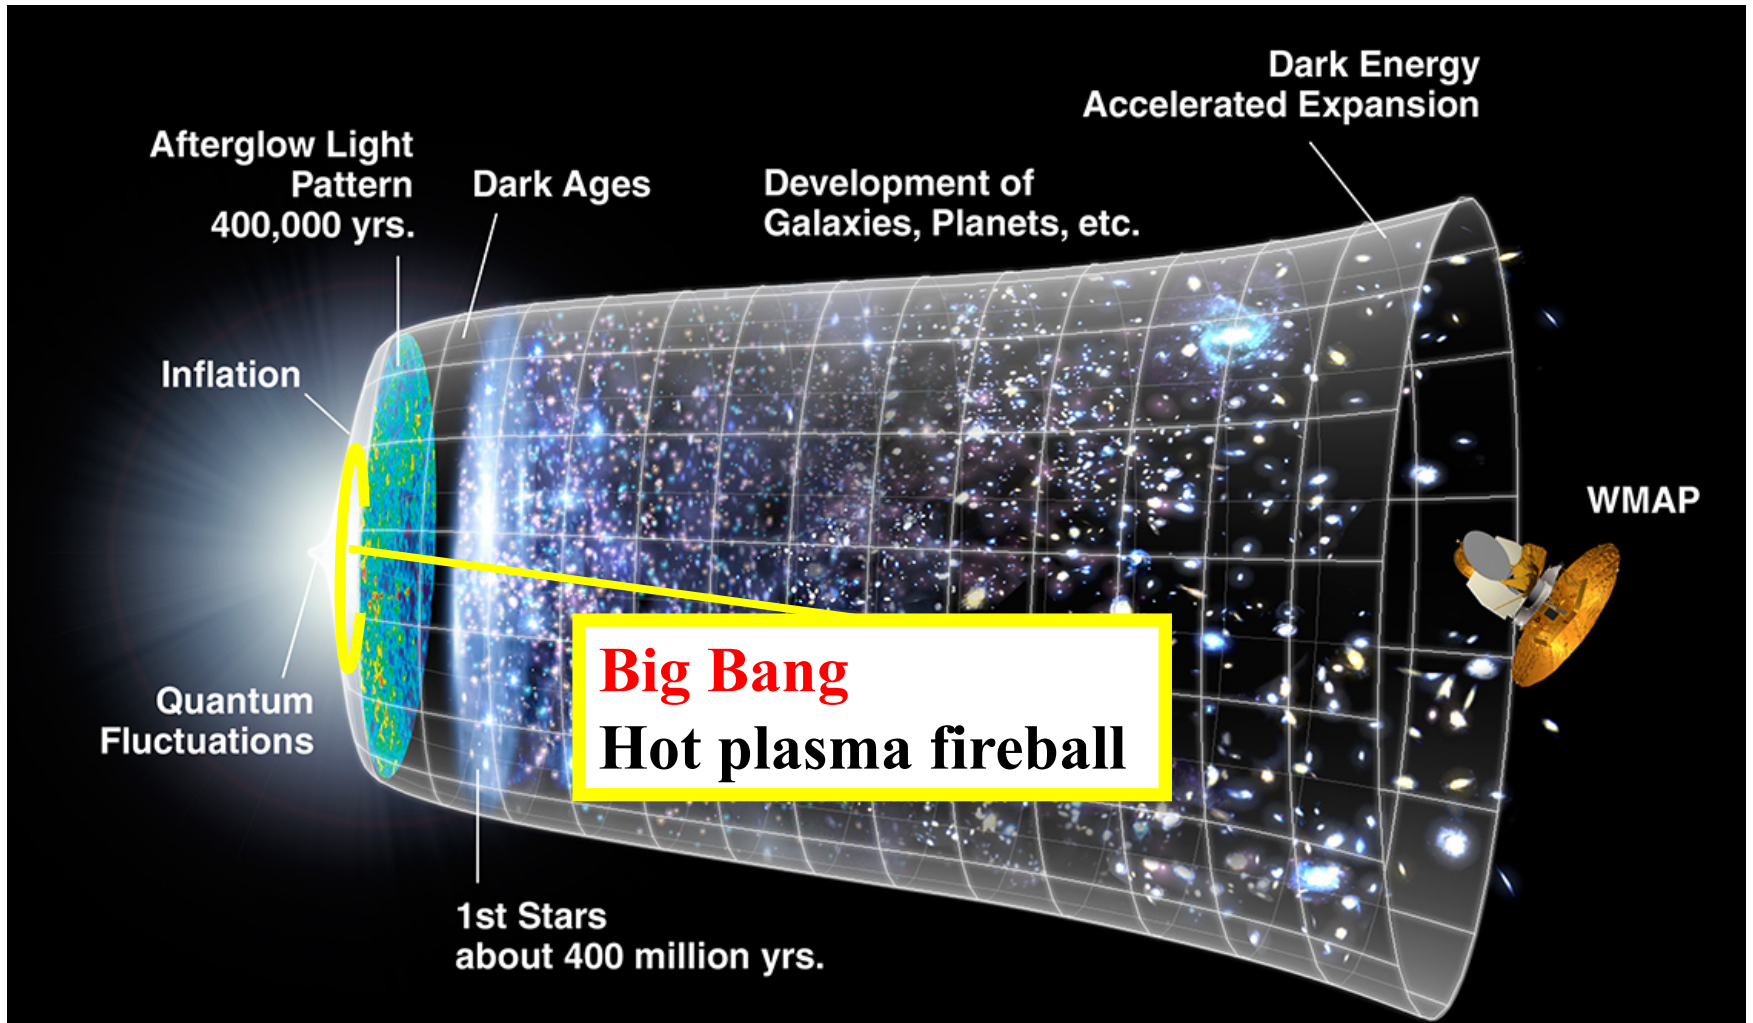 Dark Energy
Accelerated Expansion
Afterglow Light
Pattern
400,000 yrs.
Dark Ages
Development of
Galaxies, Planets, etc.
Inflation
WMAP
Quantum
Fluctuations
Big Bang
Hot plasma fireball
1st Stars
about 400 million yrs.